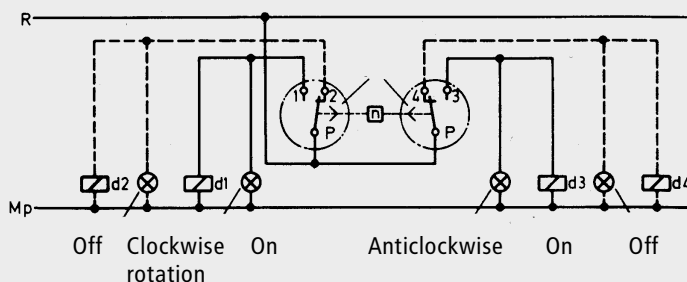 R
1 2 4 3
n
P P
d2 d1 d3 d4
Mp
Off Clockwise On Anticlockwise On Off
rotation